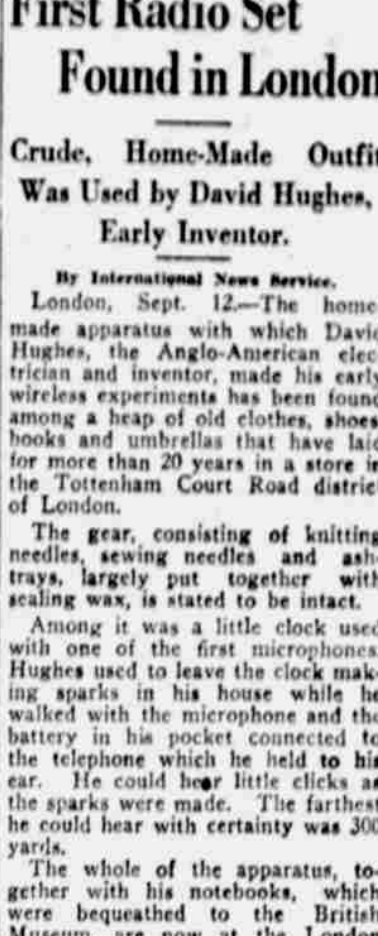 First Radio Set
Found in London
Crude, Home-Made Outfit
Was Used by David Hughes,
Early Inventor.
By International News Service.
London, Sept. 12.—The home-
made apparatus with which David
Hughes, the Anglo-American elec-
trician and inventor, made his early
wireless experiments has been found
among a heap of old clothes, shoes,
books and umbrellas that have laid
for more than 20 years in a store in
the Tottenham Court Road district
of London.
The gear, consisting of knitting
needles, sewing needles and ash-
trays, largely put together with
sealing wax, is stated to be intact.
Among it was a little clock used
with one of the first microphones.
Hughes used to leave the clock mak-
ing sparks in his house while he
walked with the microphone and the
battery in his pocket connected to
the telephone which he held to his
ear. He could hear little clicks as
the sparks were made. The farthest
he could hear with certainty was 300
yards.
The whole of the apparatus, to-
gether with his notebooks, which
were bequeathed to the British
Museum, are now at the London